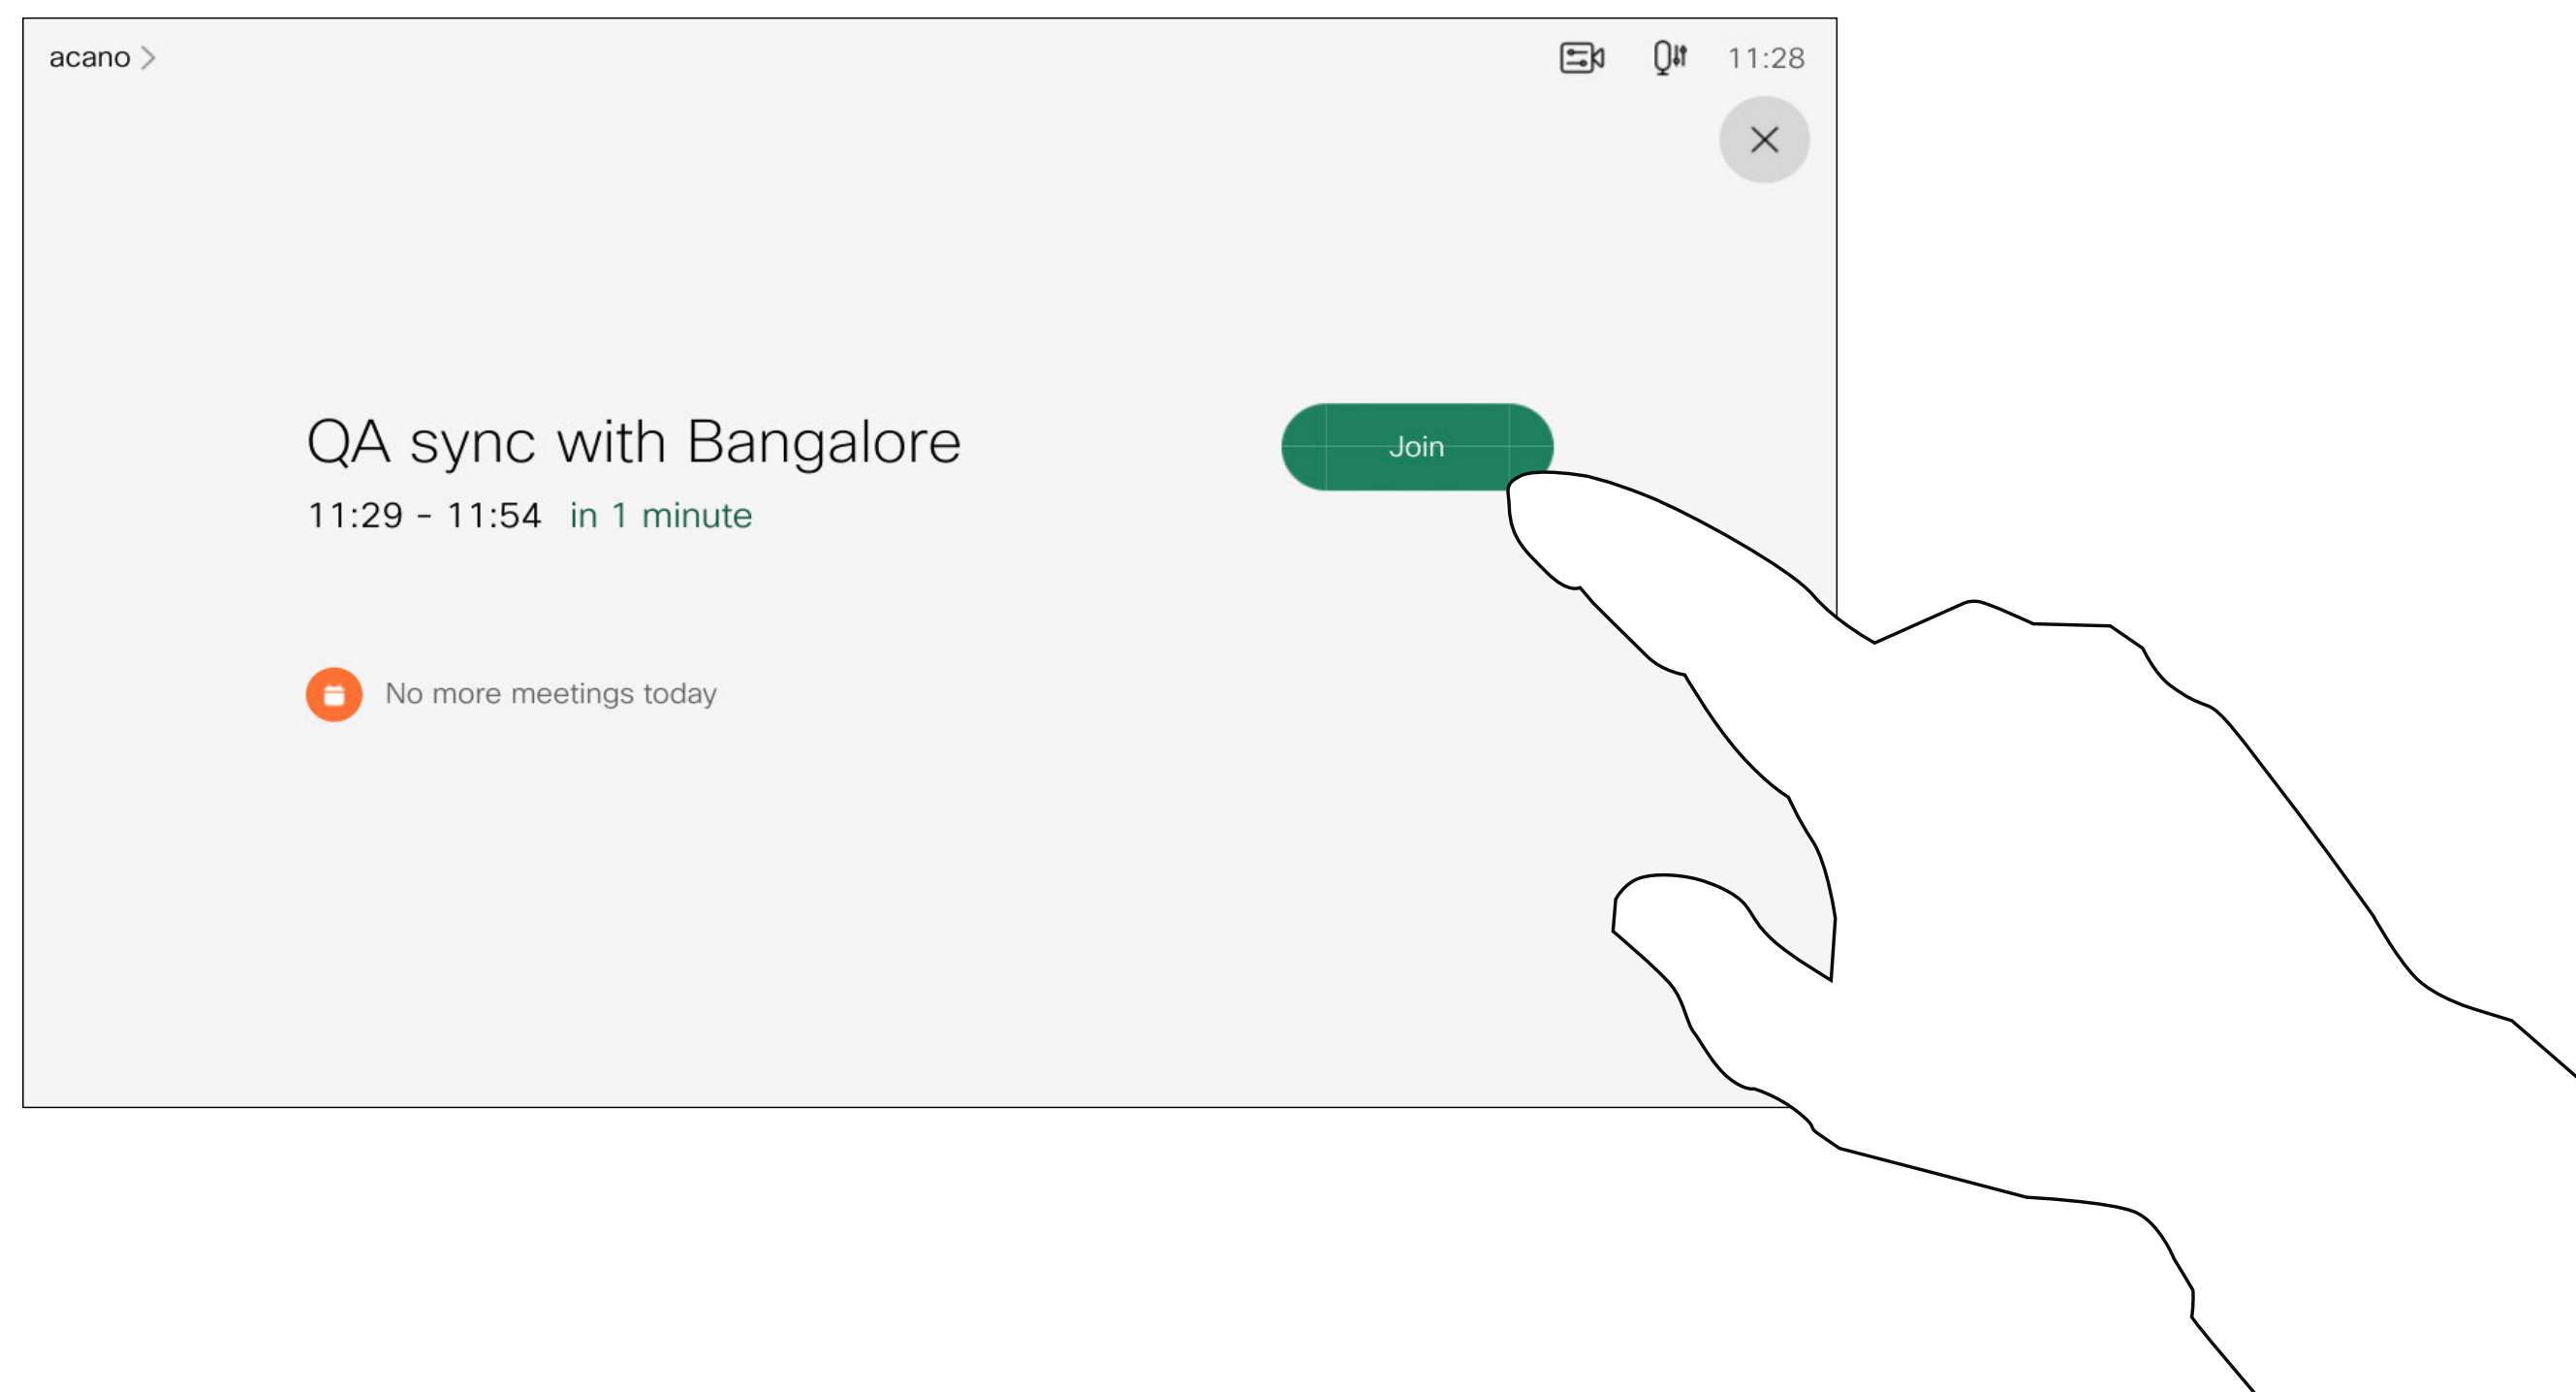 acano
11:28
QA sync with Bangalore
Join
11:29 - 11:54 in 1 minute
No more meetings today